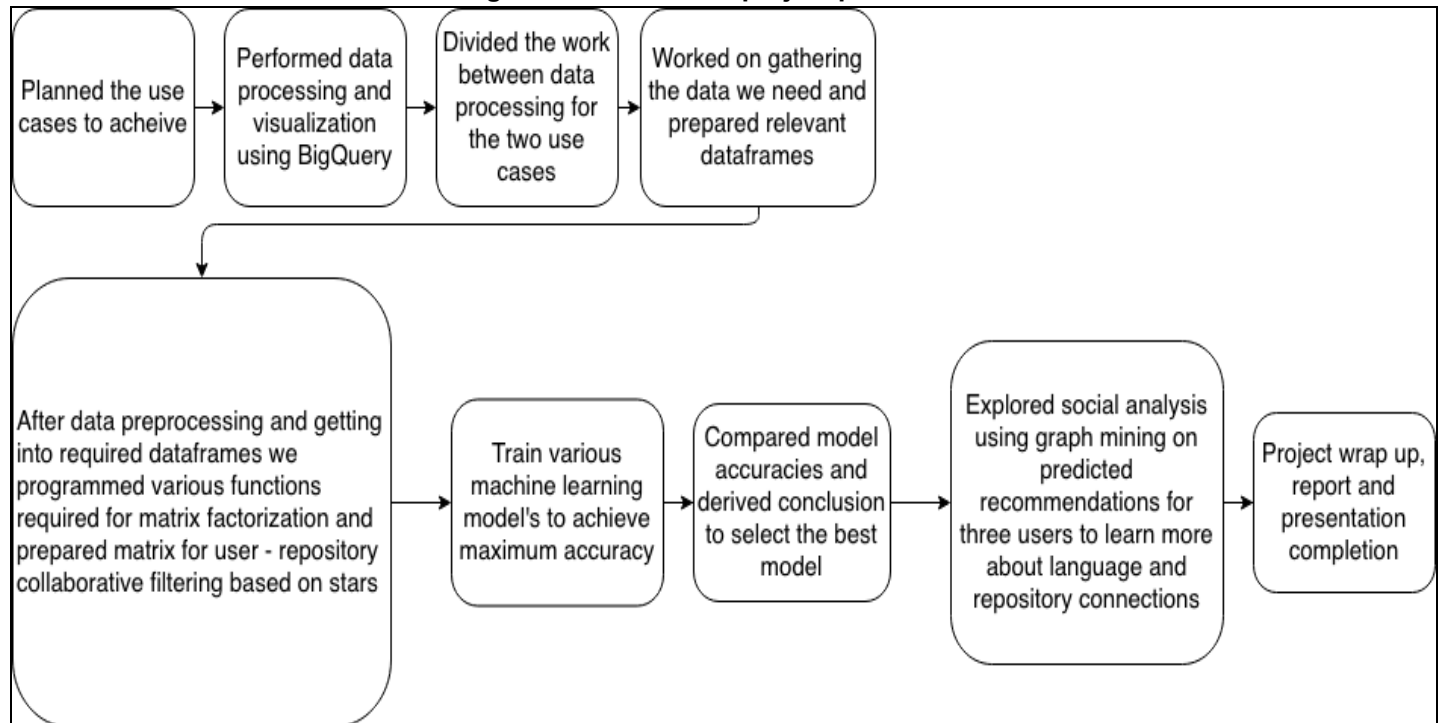 Planned the use
cases to acheive
Performed data
processing and
visualization
using BigQuery
Divided the work
between data
processing for
the two use
cases
Worked on gathering
the data we need and
prepared relevant
dataframes
After data preprocessing and getting
into required dataframes we
programmed various functions
required for matrix factorization and
prepared matrix for user - repository
collaborative filtering based on stars
Train various
machine learning
model's to achieve
maximum accuracy
Compared model
accuracies and
derived conclusion
to select the best
model
Explored social analysis
using graph mining on
predicted
recommendations for
three users to learn more
about language and
repository connections
Project wrap up,
report and
presentation
completion